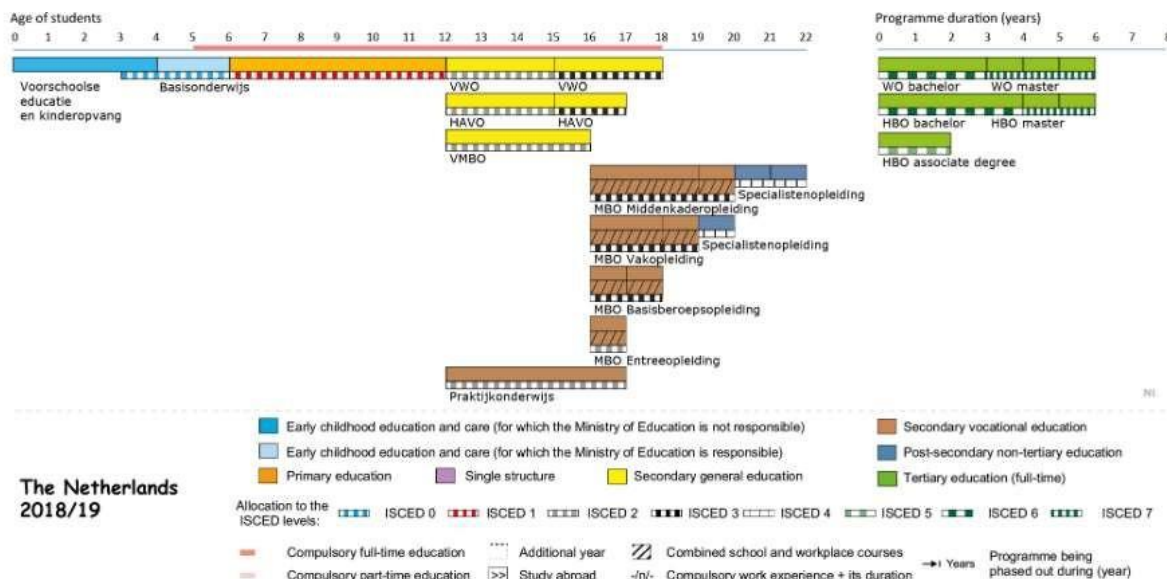 Age of students
Programme duration (years)
0 1 2 3 4 5 6 7 8 9 10 11 12 13 14 15 16 17 18 19 20 21 22
0 1 2 3 4 5 6 7 8
Voorschoolse
educatie
en kinderopvang
Basisonderwijs
VWO VWO
WO bachelor WO master
HAVO HAVO
HBO bachelor HBO master
VMBO
HBO associate degree
MBO Middenkaderopleiding
Specialistenopleiding
MBO Vakopleiding
Specialistenopleiding
MBO Basisberoepsopleiding
MBO Entreeopleiding
Praktijkonderwijs
The Netherlands
2018/19
Early childhood education and care (for which the Ministry of Education is not responsible)
Secondary vocational education
Early childhood education and care (for which the Ministry of Education is responsible)
Post-secondary non-tertiary education
Primary education
Single structure
Secondary general education
Tertiary education (full-time)
Allocation to the
ISCED levels:
ISCED 0 ISCED 1 ISCED 2 ISCED 3 ISCED 4 ISCED 5 ISCED 6 ISCED 7
Compulsory full-time education
Additional year
Combined school and workplace courses
Years
Programme being
phased out during (year)
Compulsory part-time education
>> Study abroad
-/n/- Compulsory work experience + its duration